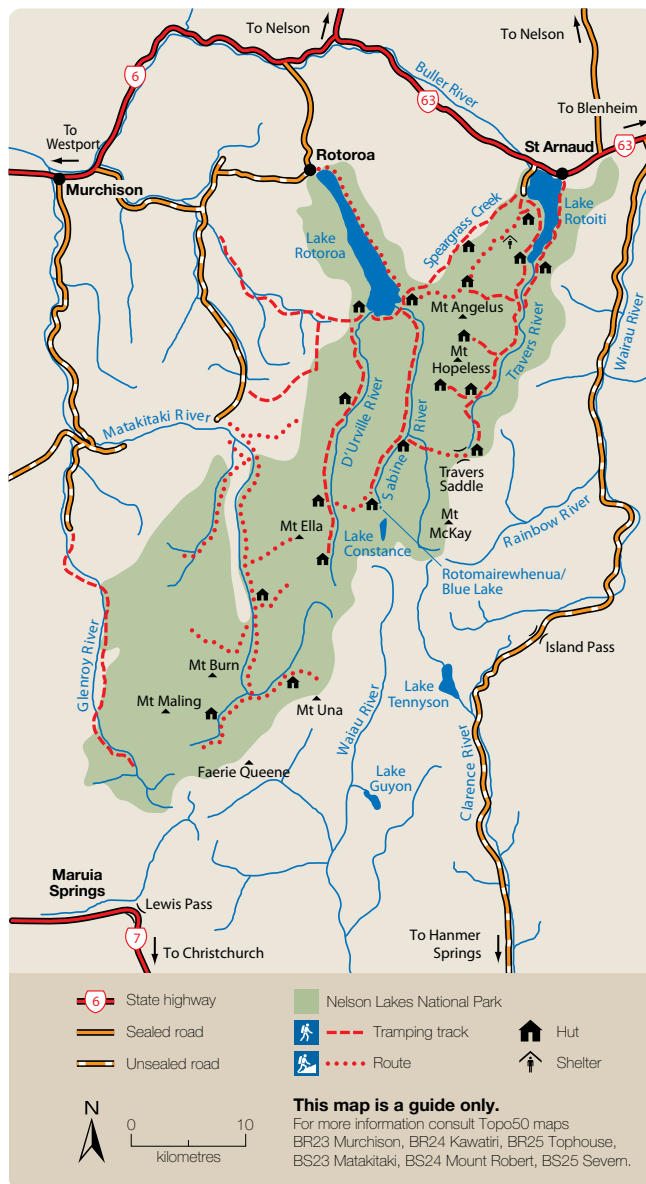 To Nelson
To Nelson
6
Buller River
63
To Blenheim
To
Westport
St Arnaud
63
Rotoroa
Murchison
Lake
Rotoiti
Speargrass Creek
Lake
Rotoroa
Mt Angelus
Wairau River
Travers River
Mt
Hopeless
D'Urville River
Matakitaki River
Sabine River
Travers
Saddle
Mt Ella
Mt
McKay
Lake
Constance
Rainbow River
Rotomairewhenua/
Blue Lake
Glenroy River
Island Pass
Mt Burn
Lake
Tennyson
Mt Maling
Mt Una
Waiau River
Clarence River
Faerie Queene
Lake
Guyon
Maruia
Springs
Lewis Pass
7
To Christchurch
To Hanmer
Springs
6 State highway
Sealed road
Unsealed road
Nelson Lakes National Park
Tramping track
Route
Hut
Shelter
N
0 10
kilometres
This map is a guide only.
For more information consult Topo50 maps
BR23 Murchison, BR24 Kawatiri, BR25 Tophouse,
BS23 Matakitaki, BS24 Mount Robert, BS25 Severn.